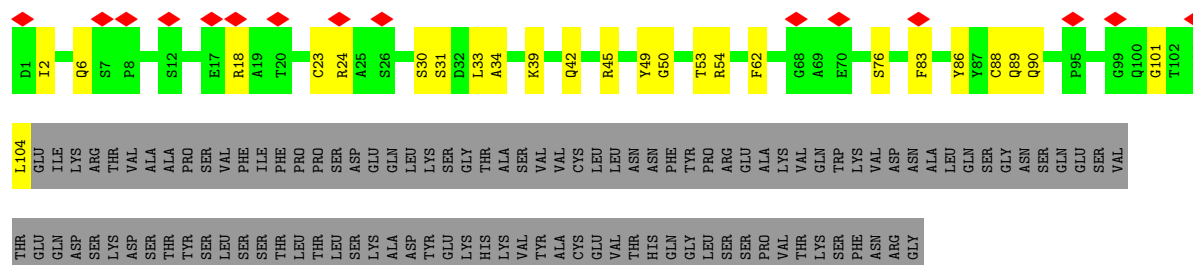 D1 I2 Q6 S7 P8 S12 E17 R18 A19 T20 C23 R24 A25 S26 S30 S31 D32 L33 A34 K39 Q42 R45 Y49 G50 T53 R54 F62 G68 A69 E70 S76 F83 Y86 Y87 C88 Q89 Q90 P95 G99 Q100 G101 T102
L104 GLU ILE LYS ARG THR VAL ALA ALA PRO SER VAL PHE ILE PHE PRO PRO SER ASP GLU GLN LEU LYS SER GLY THR ALA SER VAL VAL CYS LEU LEU ASN ASN PHE TYR PRO ARG GLU ALA LYS VAL GLN TRP LYS VAL ASP ASN ALA LEU GLN SER GLY ASN SER GLN GLU SER VAL
THR GLU GLN ASP SER LYS ASP SER THR TYR SER LEU SER SER THR LEU THR LEU SER LYS ALA ASP TYR GLU LYS HIS LYS VAL TYR ALA CYS GLU VAL THR HIS GLN GLY LEU SER SER PRO VAL THR LYS SER PHE ASN ARG GLY